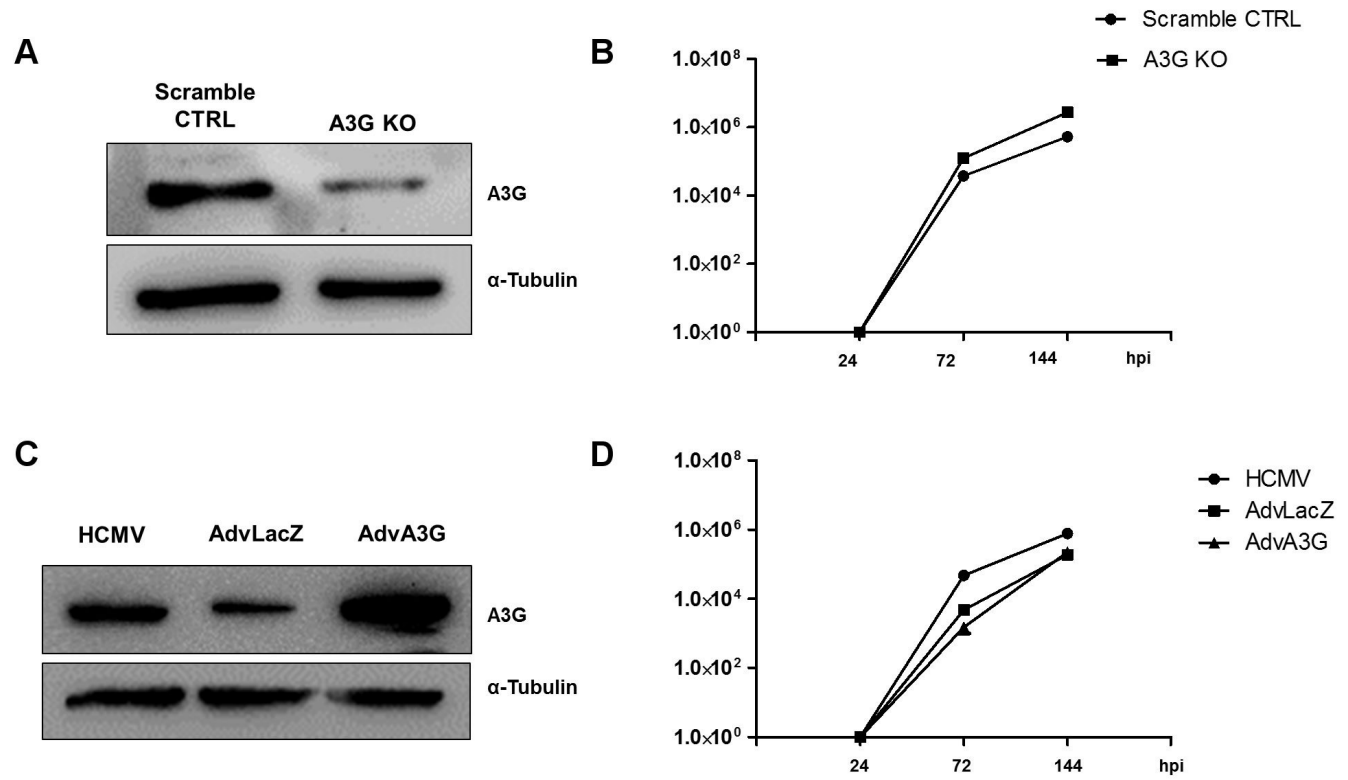 A
Scramble
CTRL
A3G KO
A3G
α-Tubulin
B
Scramble CTRL
A3G KO
1.0×10⁸
1.0×10⁶
1.0×10⁴
1.0×10²
1.0×10⁰
24 72 144 hpi
C
HCMV AdvLacZ AdvA3G
A3G
α-Tubulin
D
HCMV
AdvLacZ
AdvA3G
1.0×10⁸
1.0×10⁶
1.0×10⁴
1.0×10²
1.0×10⁰
24 72 144 hpi